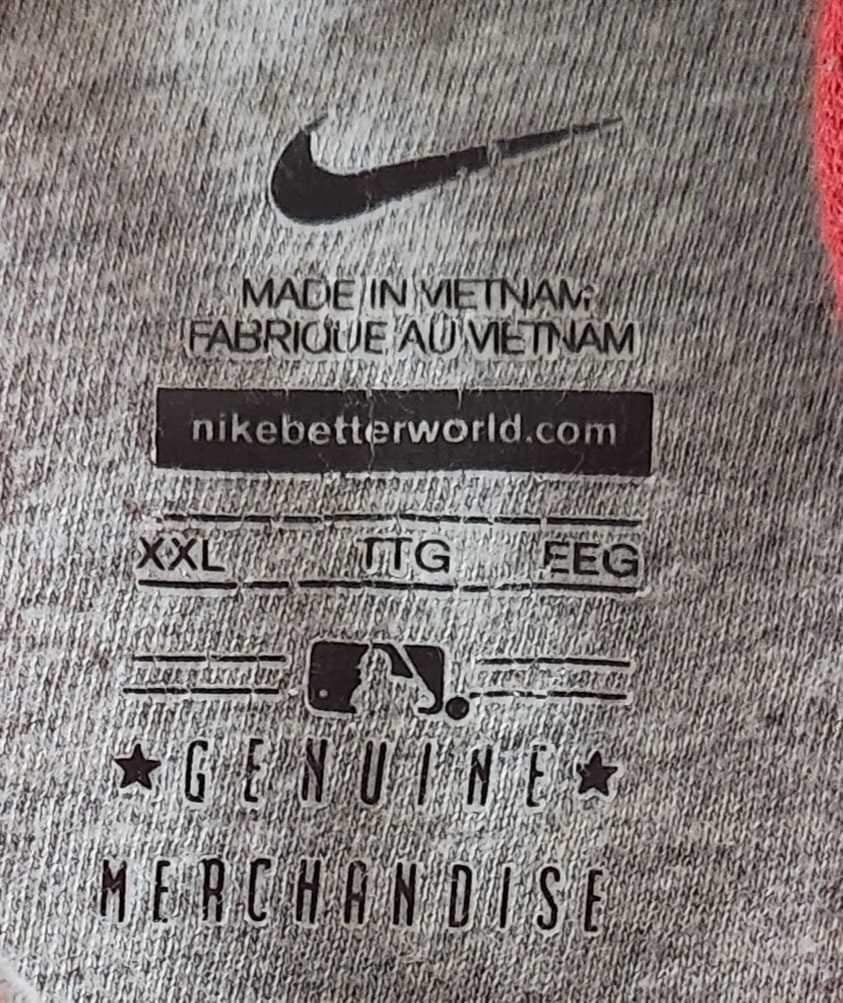 MADE IN VIETNAM
FABRIQUE AU VIETNAM
nikebetterworld.com
XXL TTG EEG
GENUINE
MERCHANDISE